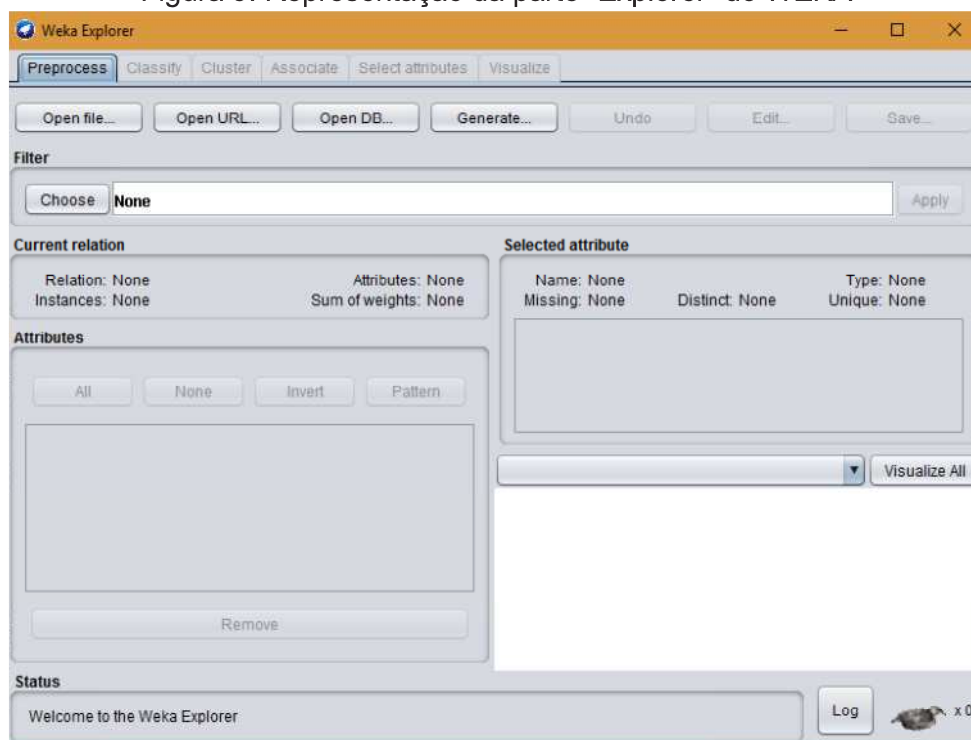 Weka Explorer
Preprocess Classify Cluster Associate Select attributes Visualize
Open file... Open URL... Open DB... Generate... Undo Edit... Save...
Filter
Choose None Apply
Current relation
Relation: None Attributes: None
Instances: None Sum of weights: None
Selected attribute
Name: None Type: None
Missing: None Distinct: None Unique: None
Attributes
All None Invert Pattern
Remove
Visualize All
Status
Welcome to the Weka Explorer
Log x 0